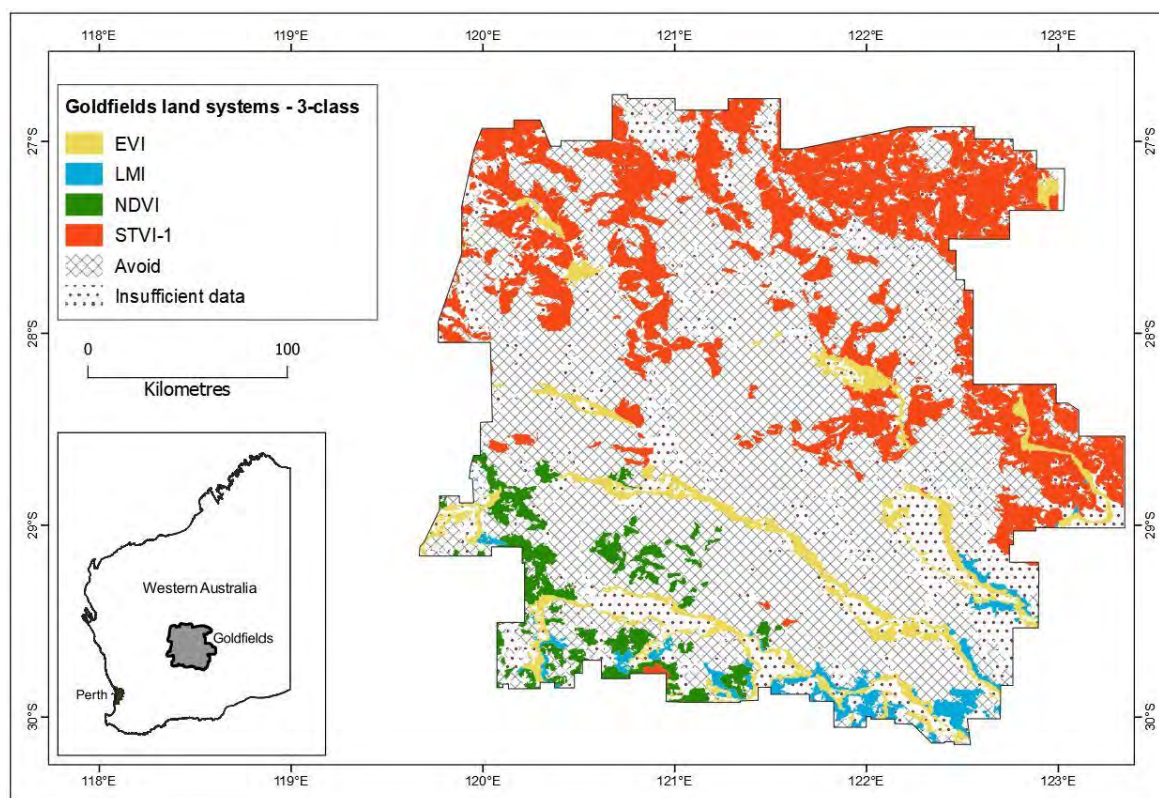 118°E 119°E 120°E 121°E 122°E 123°E
27°S 27°S
28°S 28°S
29°S 29°S
30°S 30°S
Goldfields land systems - 3-class
EVI
LMI
NDVI
STVI-1
Avoid
Insufficient data
0 100
Kilometres
Western Australia
Goldfields
Perth
118°E 119°E 120°E 121°E 122°E 123°E